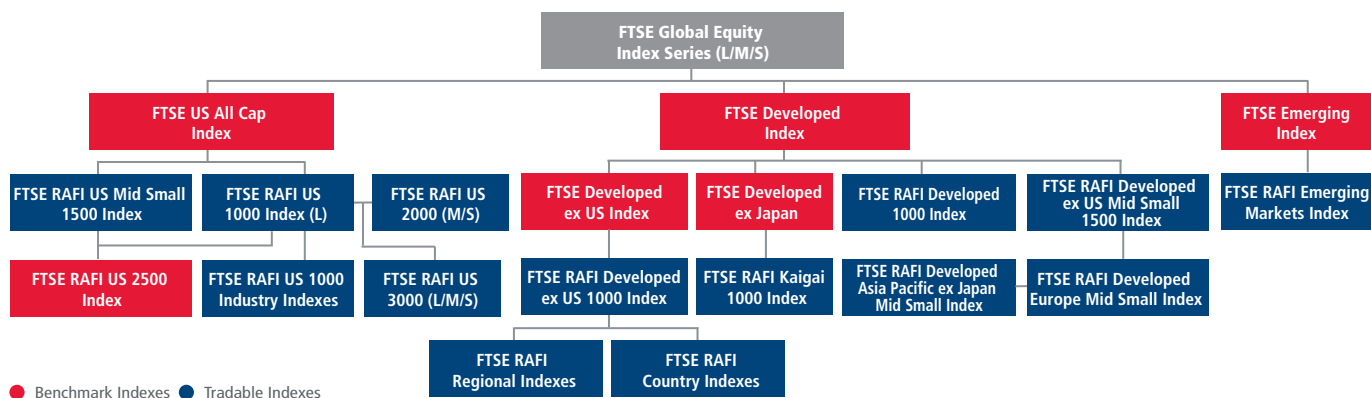 FTSE Global Equity
Index Series (L/M/S)
FTSE US All Cap
Index
FTSE Developed
Index
FTSE Emerging
Index
FTSE RAFI US Mid Small
1500 Index
FTSE RAFI US
1000 Index (L)
FTSE RAFI US
2000 (M/S)
FTSE Developed
ex US Index
FTSE Developed
ex Japan
FTSE RAFI Developed
1000 Index
FTSE RAFI Developed
ex US Mid Small
1500 Index
FTSE RAFI Emerging
Markets Index
FTSE RAFI US 2500
Index
FTSE RAFI US 1000
Industry Indexes
FTSE RAFI US
3000 (L/M/S)
FTSE RAFI Developed
ex US 1000 Index
FTSE RAFI Kaigai
1000 Index
FTSE RAFI Developed
Asia Pacific ex Japan
Mid Small Index
FTSE RAFI Developed
Europe Mid Small Index
FTSE RAFI
Regional Indexes
FTSE RAFI
Country Indexes
Benchmark Indexes
Tradable Indexes